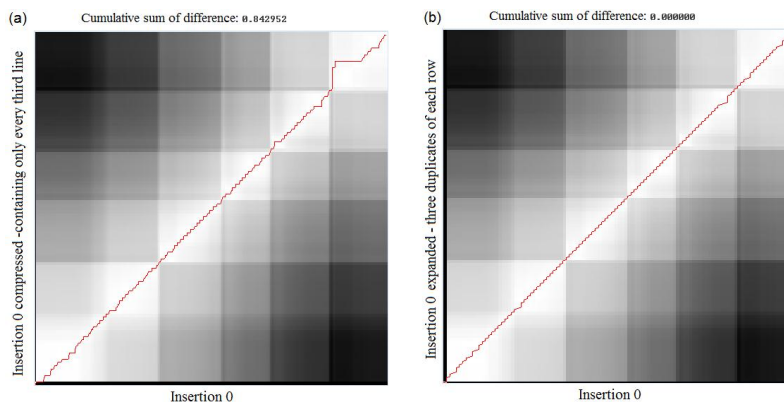 (a)
Cumulative sum of difference: 0.842952
Insertion 0 compressed -containing only every third line
Insertion 0
(b)
Cumulative sum of difference: 0.000000
Insertion 0 expanded - three duplicates of each row
Insertion 0